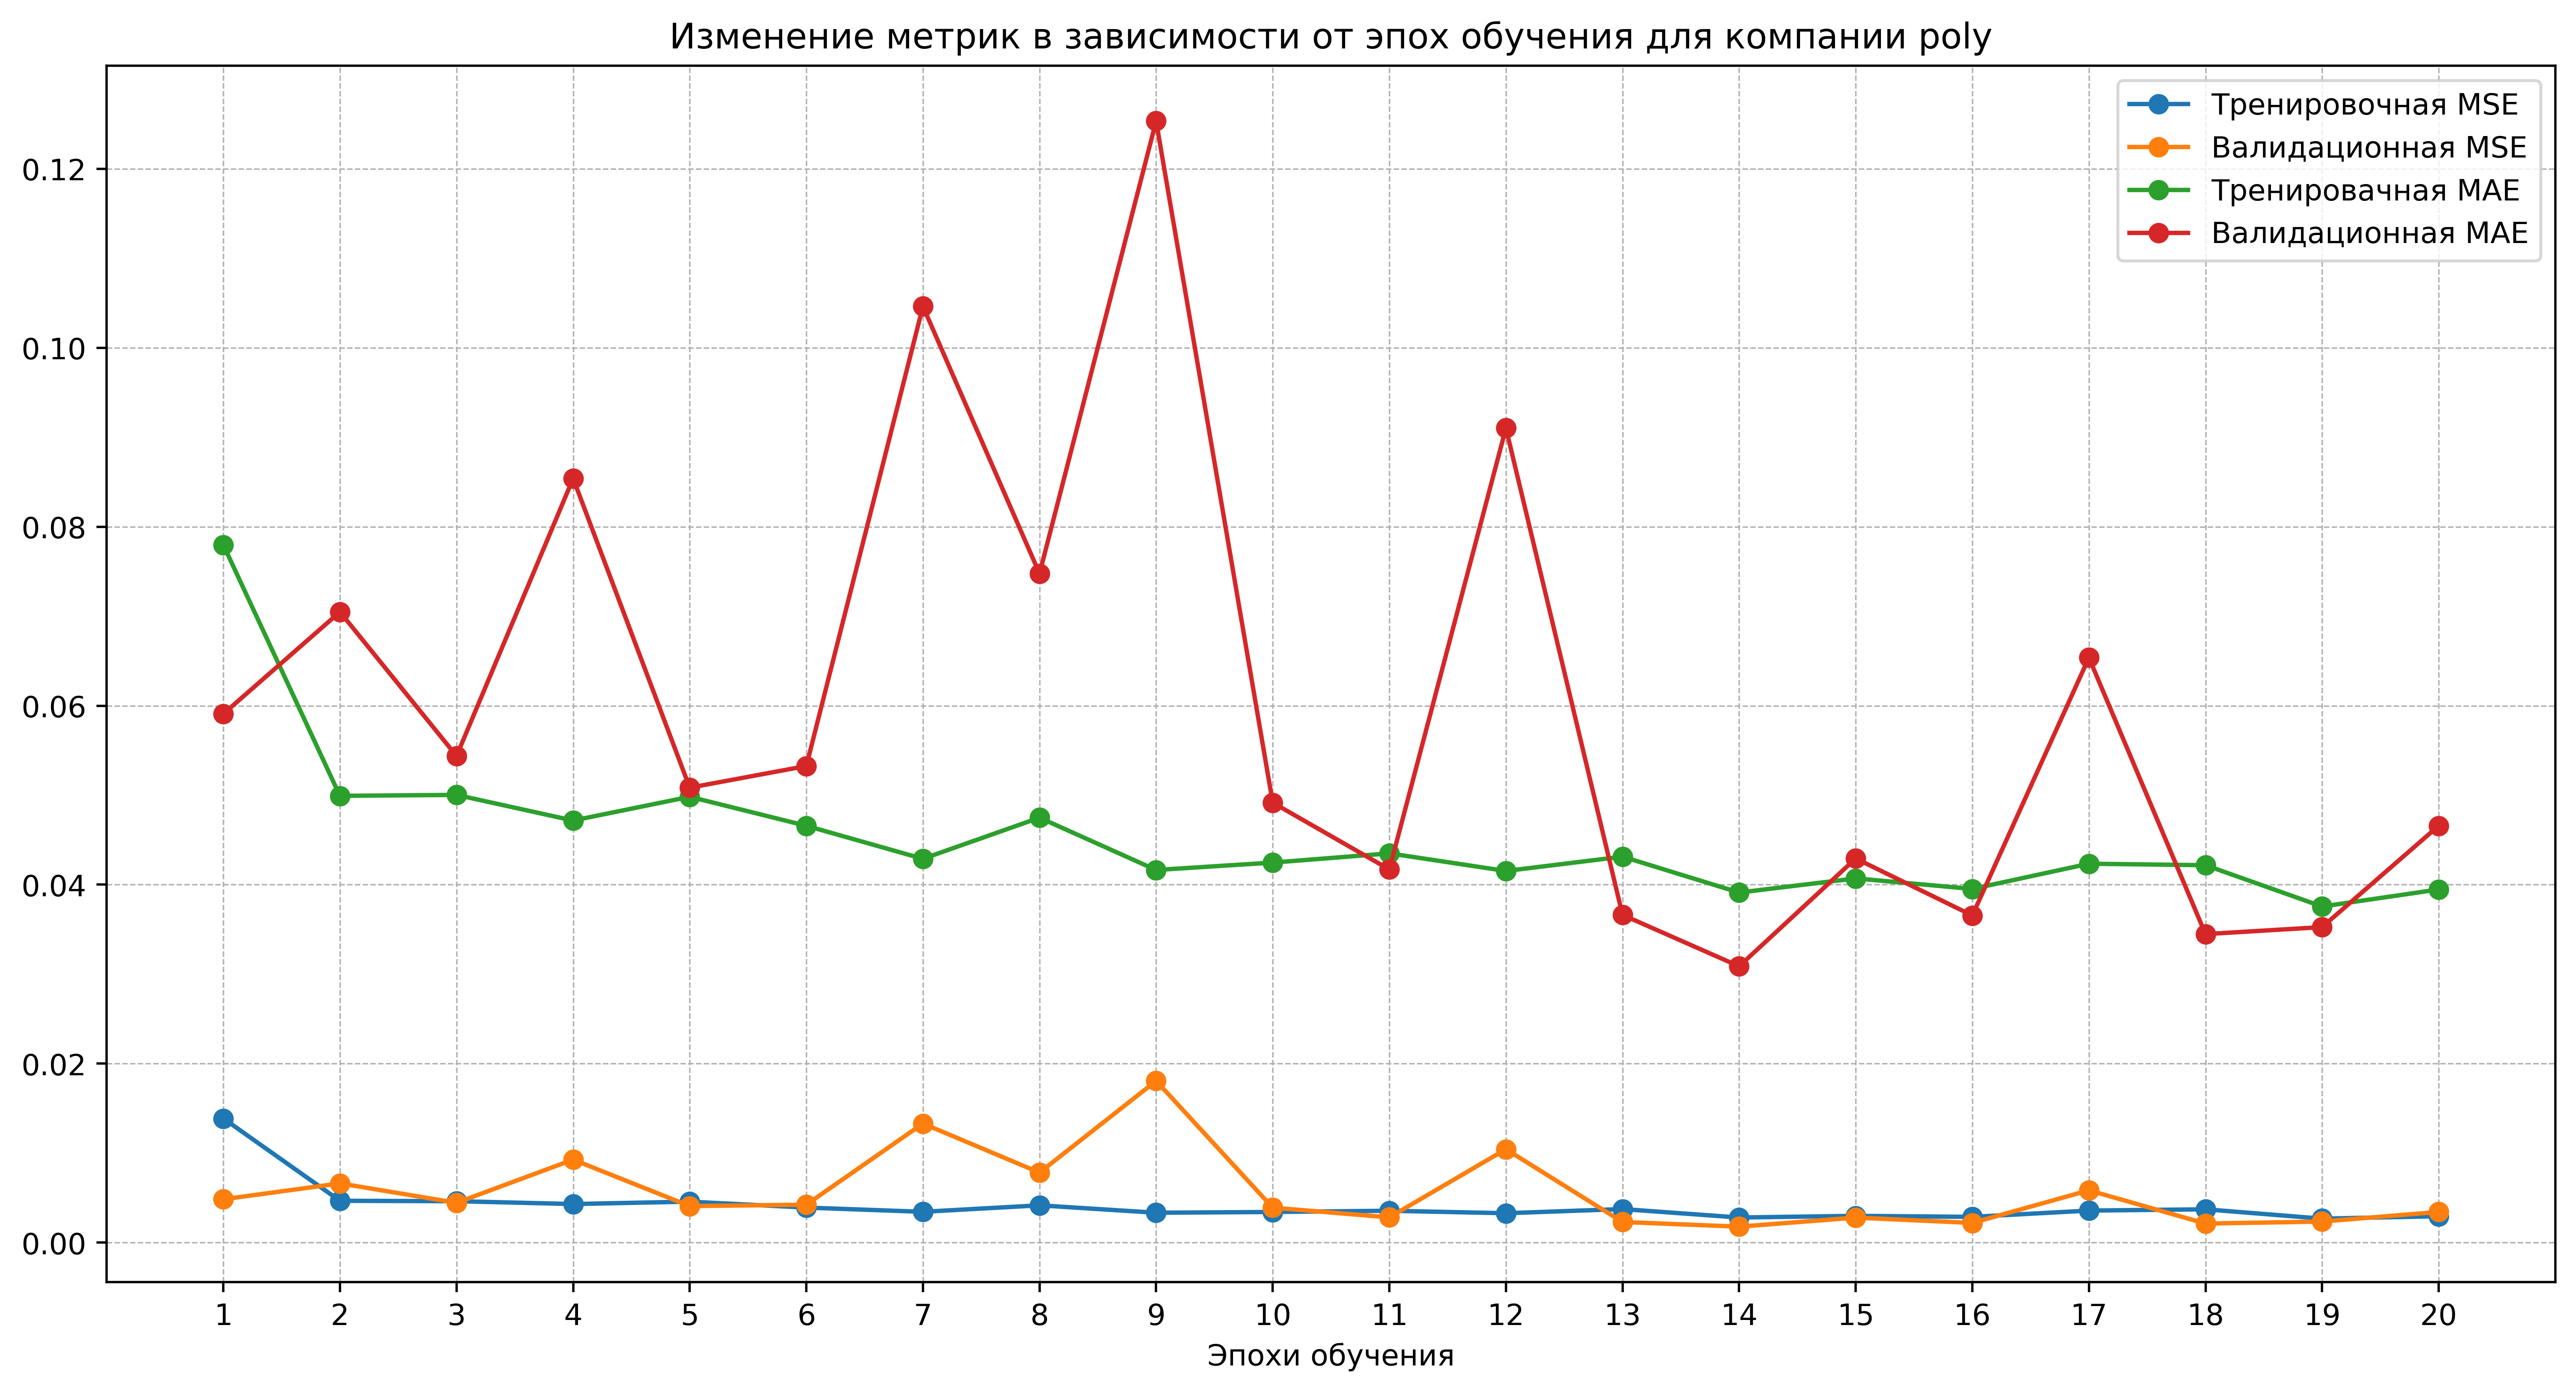 Изменение метрик в зависимости от эпох обучения для компании poly
Тренировочная MSE
Валидационная MSE
Тренировачная MAE
Валидационная MAE
0.12
0.10
0.08
0.06
0.04
0.02
0.00
1 2 3 4 5 6 7 8 9 10 11 12 13 14 15 16 17 18 19 20
Эпохи обучения